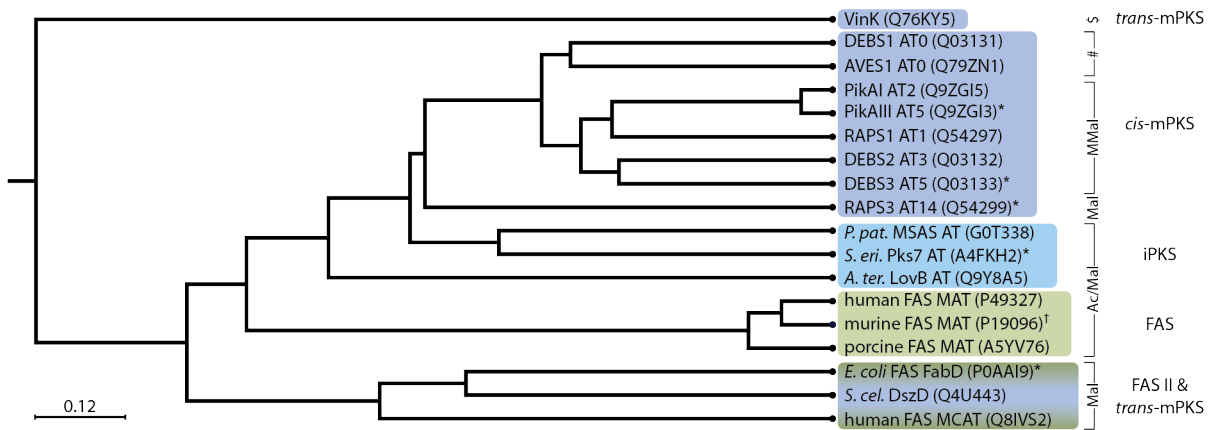 VinK (Q76KY5)
$
trans-mPKS
DEBS1 AT0 (Q03131)
AVES1 AT0 (Q79ZN1)
#
PikAI AT2 (Q9ZGI5)
PikAIII AT5 (Q9ZGI3)*
RAPS1 AT1 (Q54297)
DEBS2 AT3 (Q03132)
DEBS3 AT5 (Q03133)*
MMal
cis-mPKS
RAPS3 AT14 (Q54299)*
Mal
P. pat. MSAS AT (G0T338)
S. eri. Pks7 AT (A4FKH2)*
A. ter. LovB AT (Q9Y8A5)
iPKS
human FAS MAT (P49327)
murine FAS MAT (P19096)†
porcine FAS MAT (A5YV76)
Ac/Mal
FAS
E. coli FAS FabD (P0AAI9)*
S. cel. DszD (Q4U443)
human FAS MCAT (Q8IVS2)
Mal
FAS II &
trans-mPKS
0.12